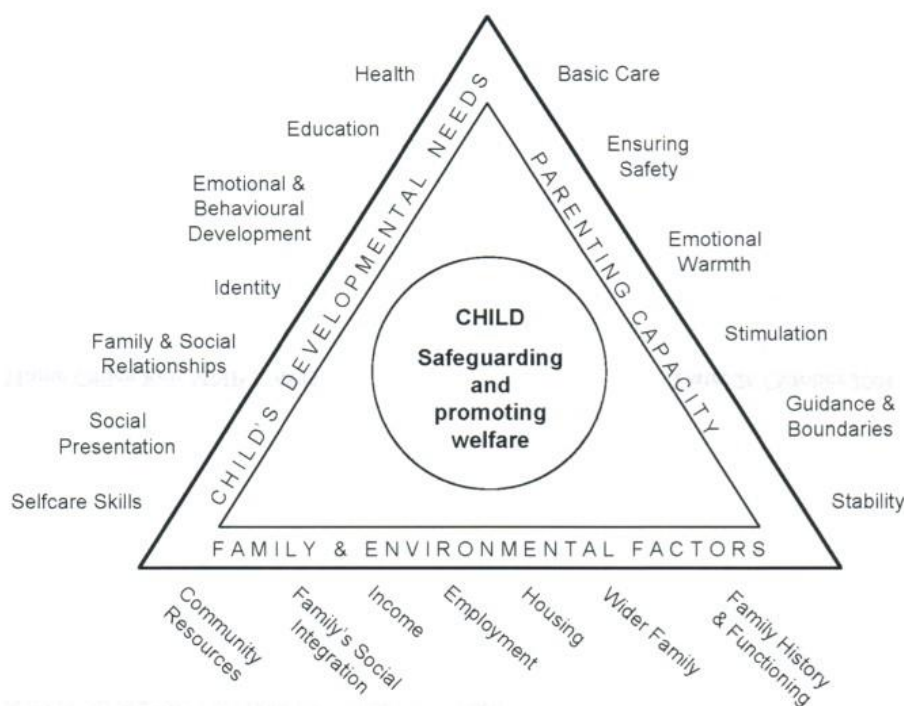 Health
Education
Emotional &
Behavioural
Development
Identity
Family & Social
Relationships
Social
Presentation
Selfcare Skills
CHILD'S DEVELOPMENTAL NEEDS
Basic Care
Ensuring
Safety
Emotional
Warmth
Stimulation
Guidance &
Boundaries
Stability
PARENTING CAPACITY
CHILD
Safeguarding
and
promoting
welfare
FAMILY & ENVIRONMENTAL FACTORS
Community
Resources
Family's Social
Integration
Income
Employment
Housing
Wider Family
Family History
& Functioning